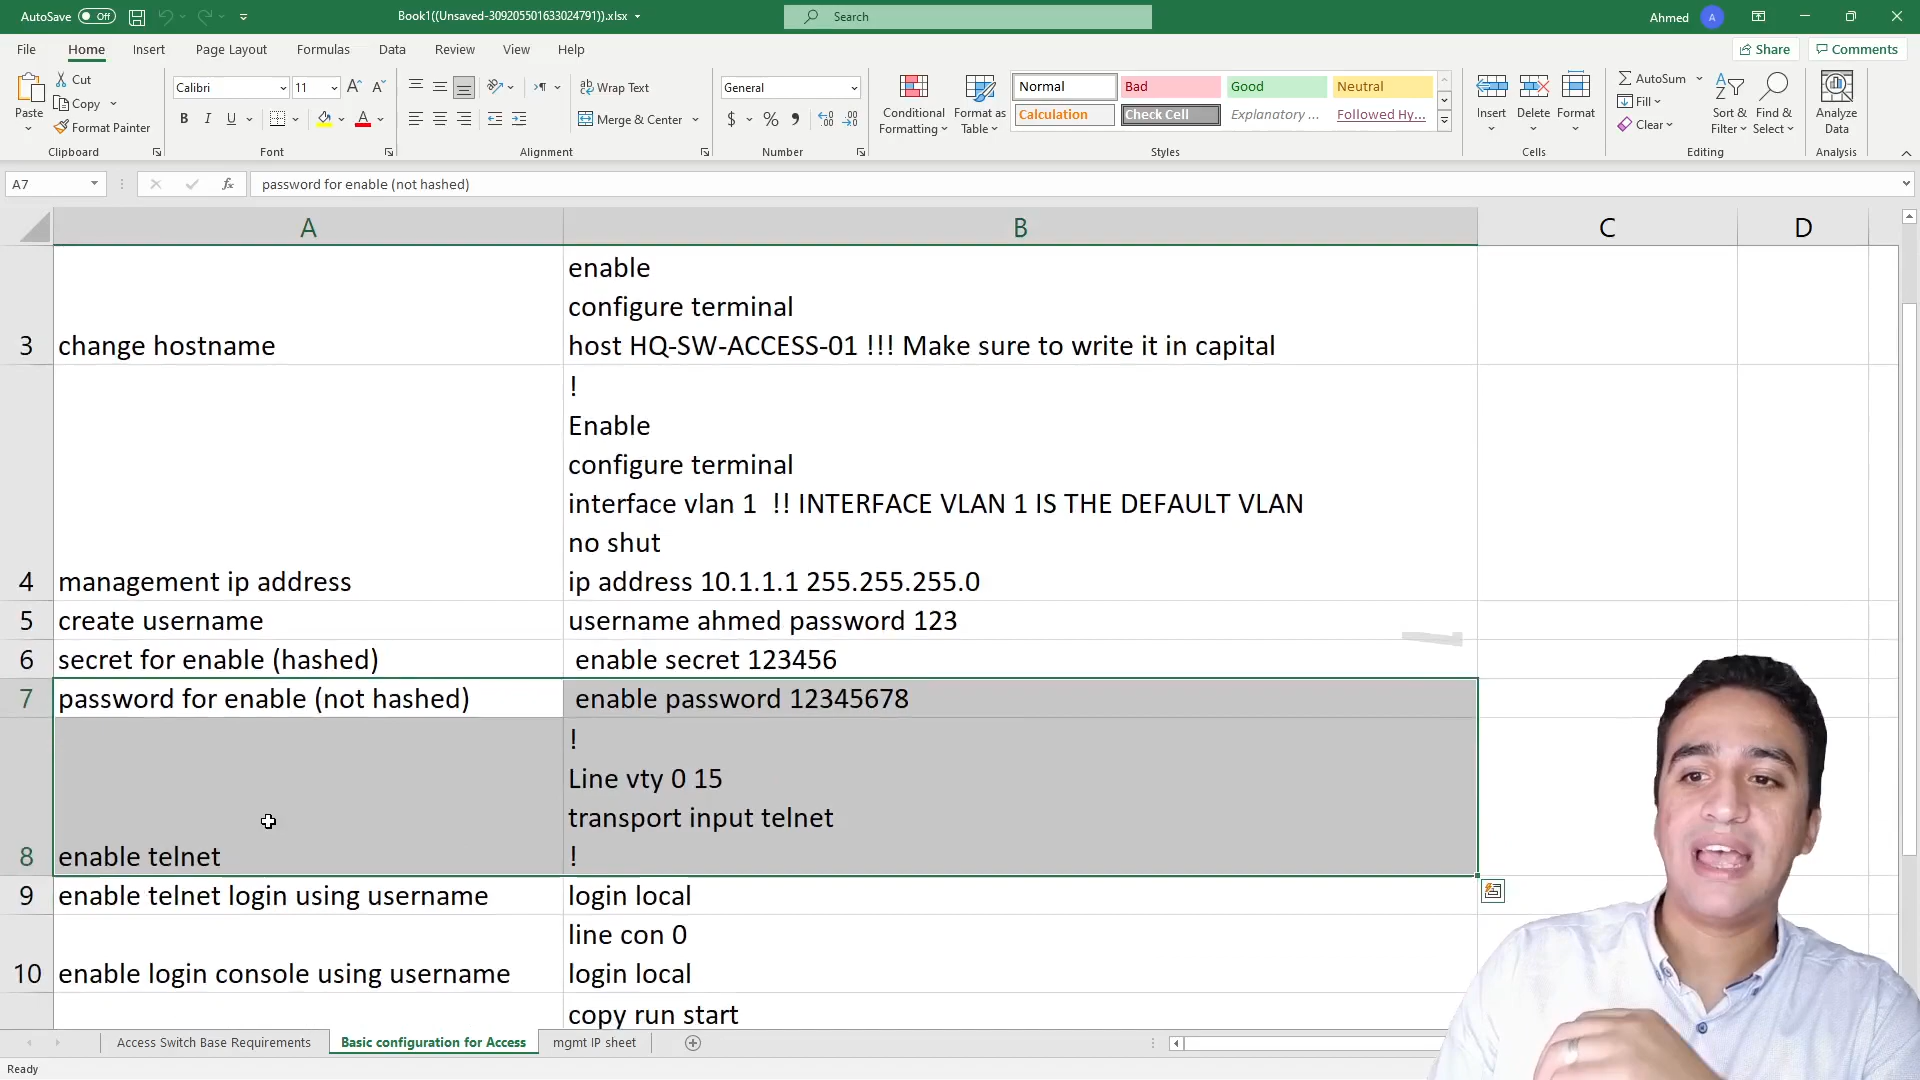 AutoSave Off Book1((Unsaved-309205501633024791)).xlsx Search Ahmed A
File Home Insert Page Layout Formulas Data Review View Help Share Comments
Paste Cut Copy Format Painter Clipboard
Calibri 11 A A B I U A Font
Wrap Text Merge & Center Alignment
General $ % 9 Number
Conditional Formatting Format as Table
Normal Bad Good Neutral
Calculation Check Cell Explanatory ... Followed Hy...
Styles
Insert Delete Format Cells
AutoSum Fill Clear Sort & Filter Find & Select Editing
Analyze Data Analysis
A7 fx password for enable (not hashed)
A B C D
enable
configure terminal
3 change hostname host HQ-SW-ACCESS-01 !!! Make sure to write it in capital
!
Enable
configure terminal
interface vlan 1  !! INTERFACE VLAN 1 IS THE DEFAULT VLAN
no shut
4 management ip address ip address 10.1.1.1 255.255.255.0
5 create username username ahmed password 123
6 secret for enable (hashed) enable secret 123456
7 password for enable (not hashed) enable password 12345678
!
Line vty 0 15
transport input telnet
8 enable telnet !
9 enable telnet login using username login local
line con 0
10 enable login console using username login local
copy run start
Access Switch Base Requirements Basic configuration for Access mgmt IP sheet
Ready